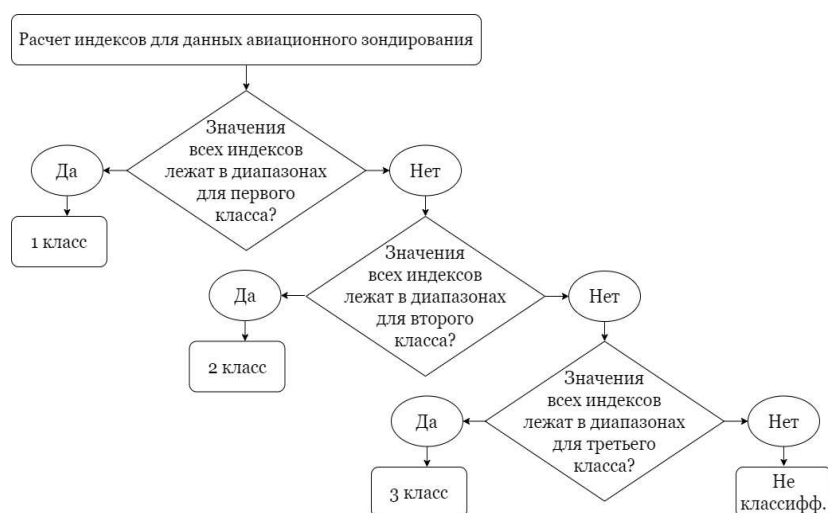 Расчет индексов для данных авиационного зондирования
Значения
всех индексов
лежат в диапазонах
для первого
класса?
Да
Нет
1 класс
Значения
всех индексов
лежат в диапазонах
для второго
класса?
Да
Нет
2 класс
Значения
всех индексов
лежат в диапазонах
для третьего
класса?
Да
Нет
3 класс
Не
классифф.